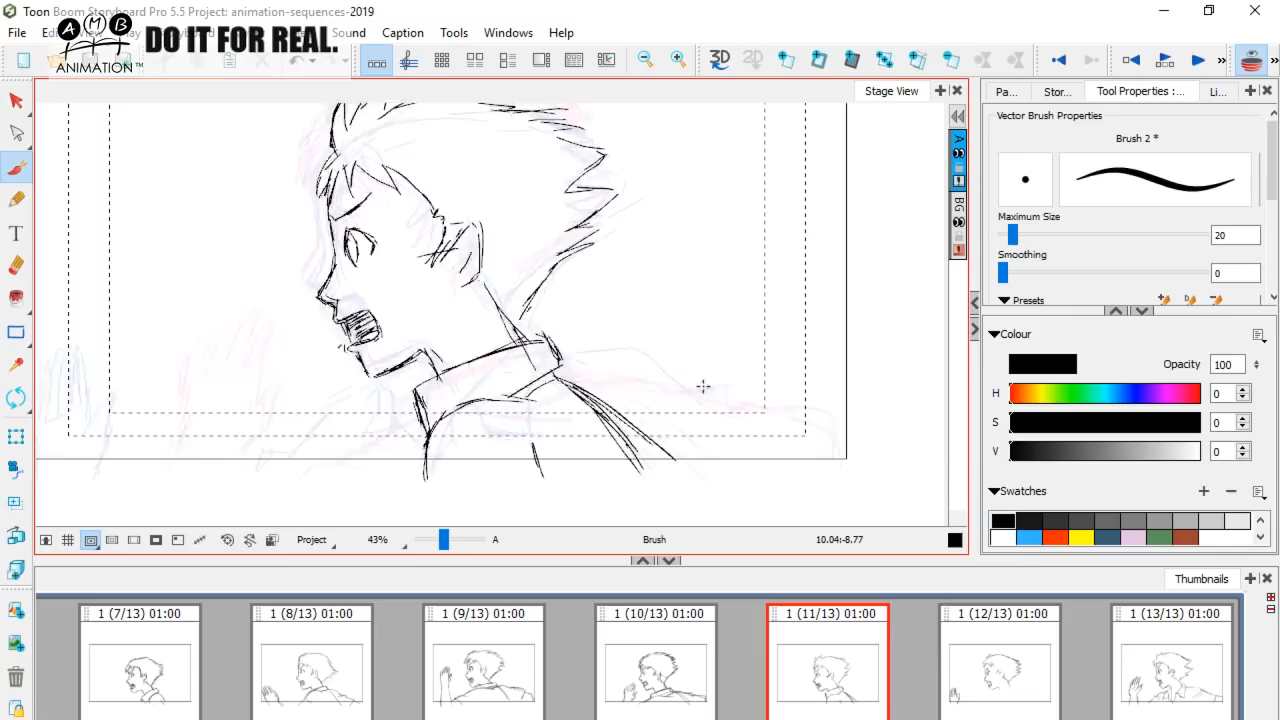 Toon Boom Storyboard Pro 5.5 Project: animation-sequences-2019
File
Sound Caption Tools Windows Help
AMB
ANIMATION™
DO IT FOR REAL.
3D 2D
Stage View
Pa... Stor... Tool Properties :... Li...
Vector Brush Properties
Brush 2 *
Maximum Size
20
Smoothing
0
Presets
A
BG
T
Colour
Opacity 100
H 0
S 0
V 0
Swatches
Project 43% A Brush 10.04:-8.77
Thumbnails
1 (7/13) 01:00 1 (8/13) 01:00 1 (9/13) 01:00 1 (10/13) 01:00 1 (11/13) 01:00 1 (12/13) 01:00 1 (13/13) 01:00